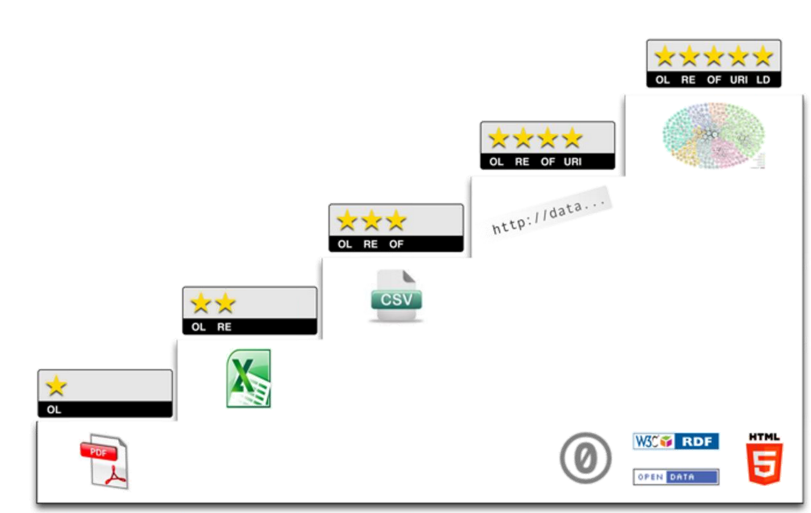 OL RE OF URI LD
OL RE OF URI
http://data...
OL RE OF
CSV
OL RE
X
OL
PDF
0
W3C RDF
OPEN DATA
HTML
5